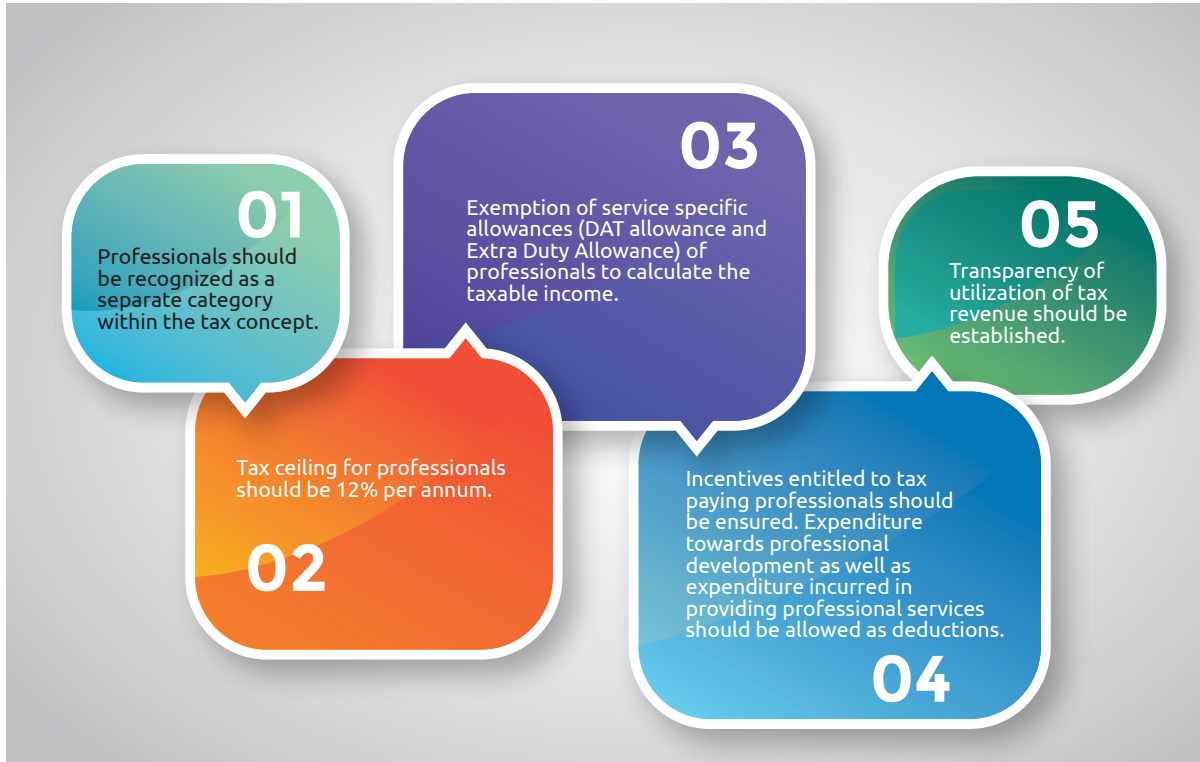 01
Professionals should
be recognized as a
separate category
within the tax concept.
Tax ceiling for professionals
should be 12% per annum.
02
03
Exemption of service specific
allowances (DAT allowance and
Extra Duty Allowance) of
professionals to calculate the
taxable income.
Incentives entitled to tax
paying professionals should
be ensured. Expenditure
towards professional
development as well as
expenditure incurred in
providing professional services
should be allowed as deductions.
04
05
Transparency of
utilization of tax
revenue should be
established.